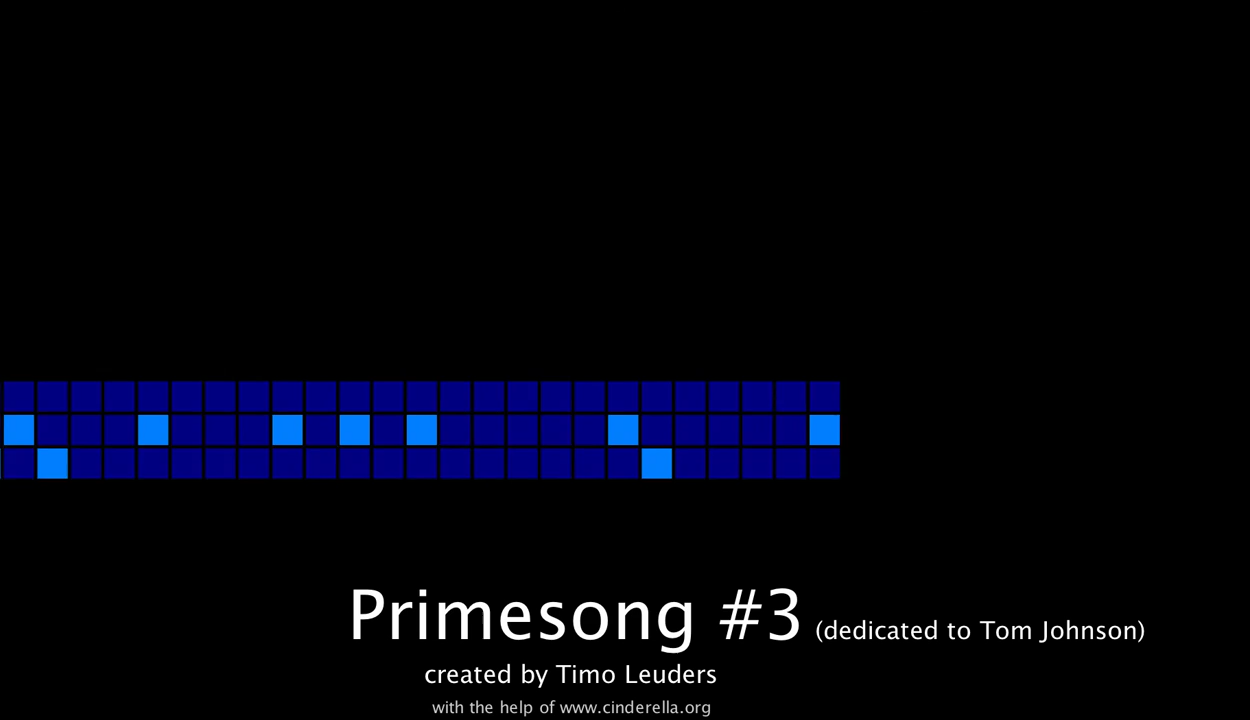 Primesong #3 (dedicated to Tom Johnson)
created by Timo Leuders
with the help of www.cinderella.org